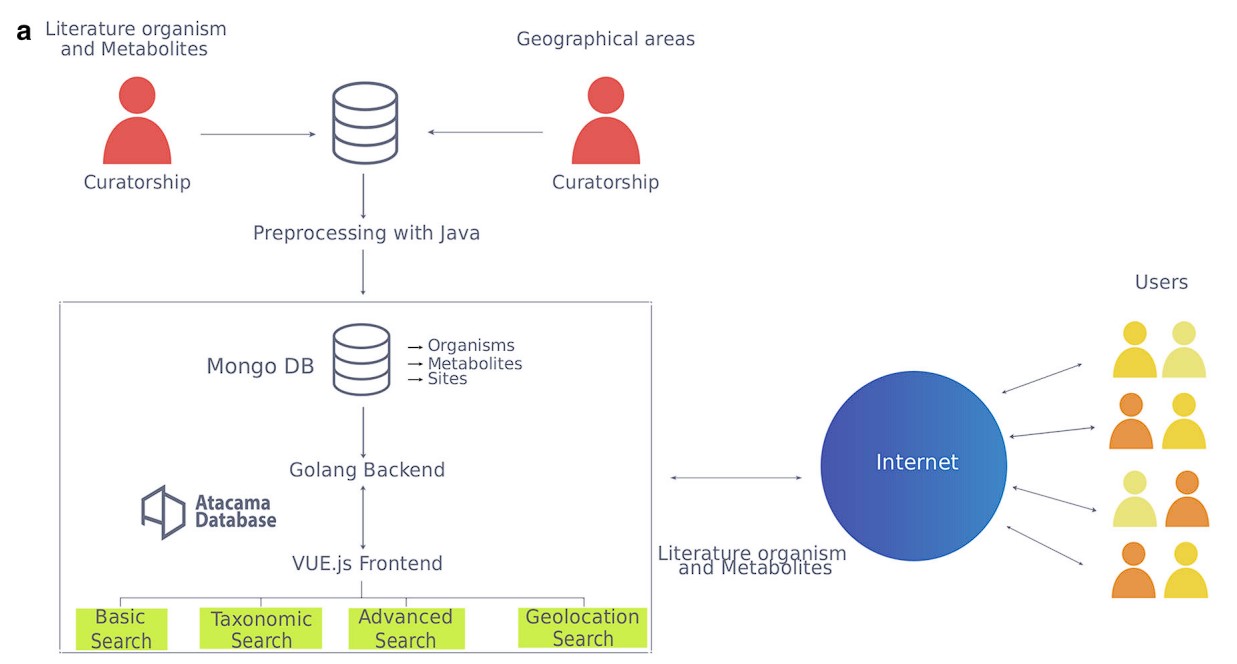 a
Literature organism
and Metabolites
Geographical areas
Curatorship
Curatorship
Preprocessing with Java
Mongo DB
Organisms
Metabolites
Sites
Golang Backend
Atacama
Database
VUE.js Frontend
Basic
Search
Taxonomic
Search
Advanced
Search
Geolocation
Search
Literature organism
and Metabolites
Internet
Users